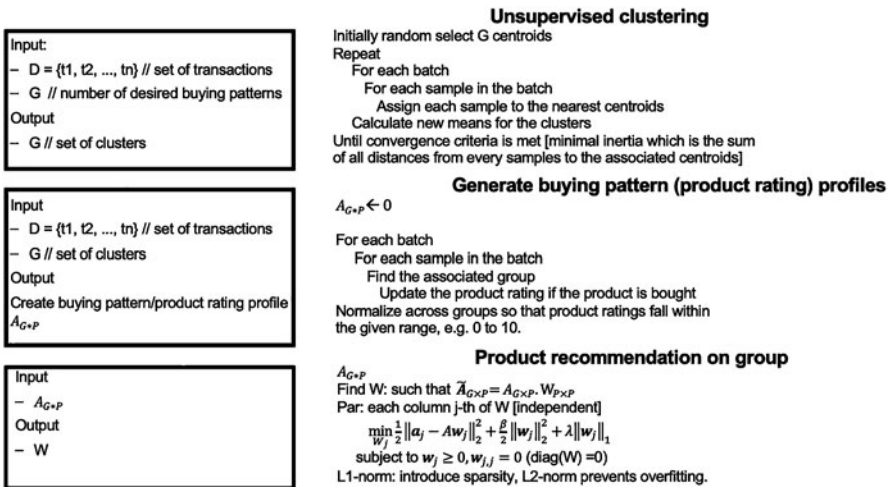 Unsupervised clustering
Input:
– D = {t1, t2, ..., tn} // set of transactions
– G // number of desired buying patterns
Output
– G // set of clusters
Initially random select G centroids
Repeat
For each batch
For each sample in the batch
Assign each sample to the nearest centroids
Calculate new means for the clusters
Until convergence criteria is met [minimal inertia which is the sum
of all distances from every samples to the associated centroids]
Generate buying pattern (product rating) profiles
Input
– D = {t1, t2, ..., tn} // set of transactions
– G // set of clusters
Output
Create buying pattern/product rating profile
A_{G*P}
A_{G*P} ← 0
For each batch
For each sample in the batch
Find the associated group
Update the product rating if the product is bought
Normalize across groups so that product ratings fall within
the given range, e.g. 0 to 10.
Product recommendation on group
Input
– A_{G*P}
Output
– W
A_{G*P}
Find W: such that Ã_{G×P} = A_{G×P}.W_{P×P}
Par: each column j-th of W [independent]
min_{W_j} 1/2 ||a_j − Aw_j||_2^2 + β/2 ||w_j||_2^2 + λ||w_j||_1
subject to w_j ≥ 0, w_{j,j} = 0 (diag(W) =0)
L1-norm: introduce sparsity, L2-norm prevents overfitting.